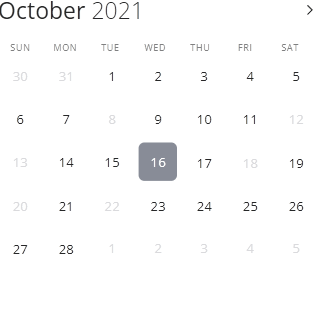 October 2021
SUN MON TUE WED THU FRI SAT
30 31 1 2 3 4 5
6 7 8 9 10 11 12
13 14 15 16 17 18 19
20 21 22 23 24 25 26
27 28 1 2 3 4 5